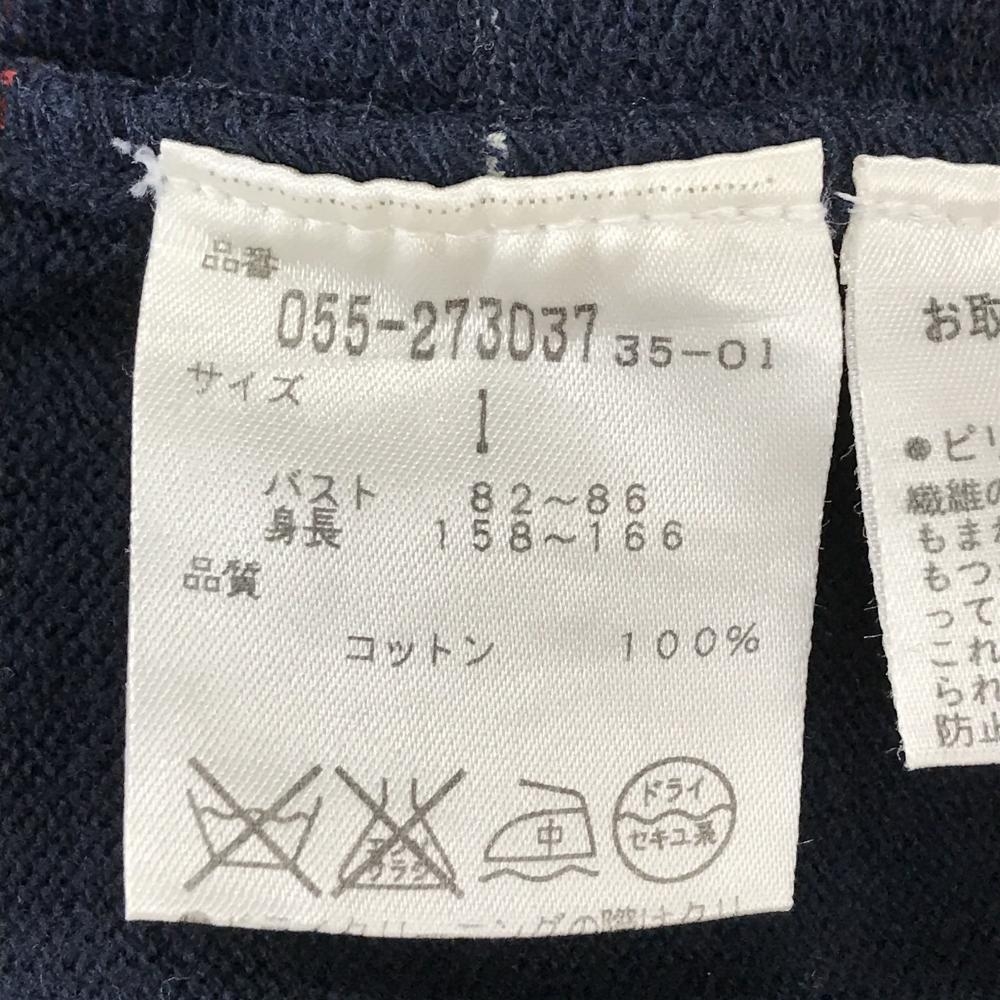 品番
055-273037 35-01
サイズ
1
バスト 82～86
身長 158～166
品質
コットン 100%
中
ドライ
セキユ系
お取
●ピリ
繊維の
もまた
もつ
って
これ
られ
防止